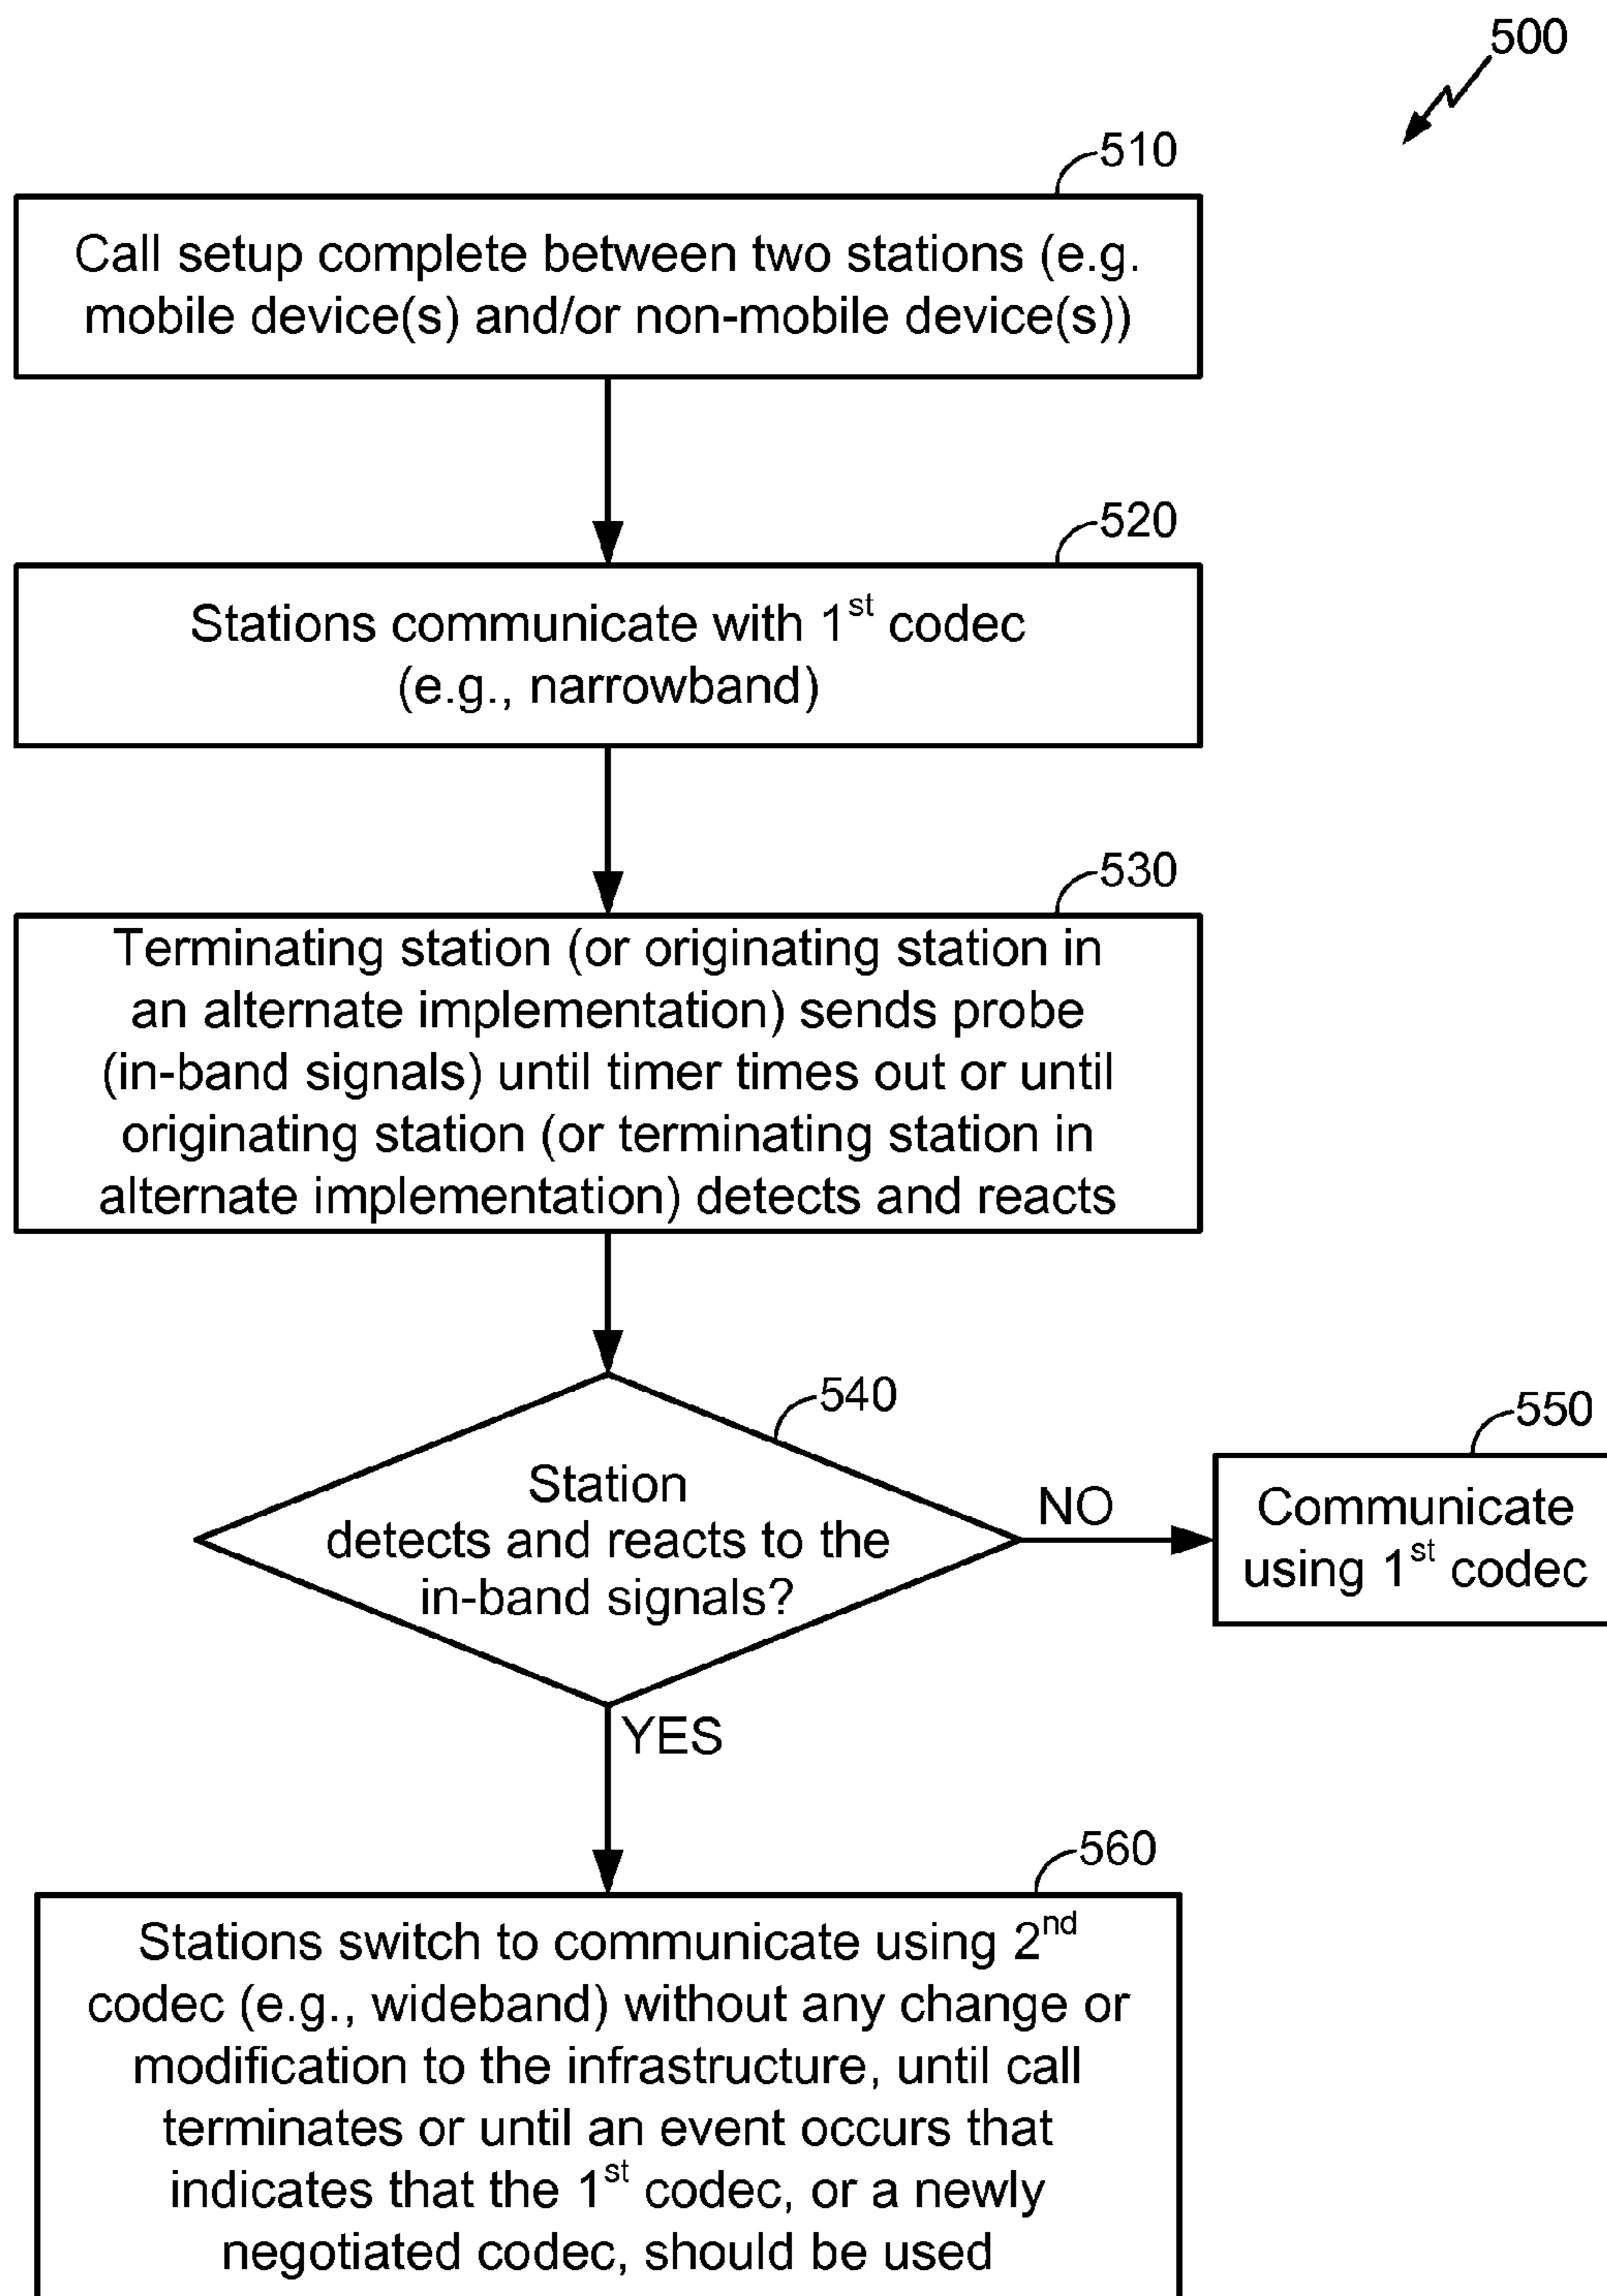 500
510
Call setup complete between two stations (e.g.
mobile device(s) and/or non-mobile device(s))
520
Stations communicate with 1st codec
(e.g., narrowband)
530
Terminating station (or originating station in
an alternate implementation) sends probe
(in-band signals) until timer times out or until
originating station (or terminating station in
alternate implementation) detects and reacts
540
Station
detects and reacts to the
in-band signals?
NO
550
Communicate
using 1st codec
YES
560
Stations switch to communicate using 2nd
codec (e.g., wideband) without any change or
modification to the infrastructure, until call
terminates or until an event occurs that
indicates that the 1st codec, or a newly
negotiated codec, should be used